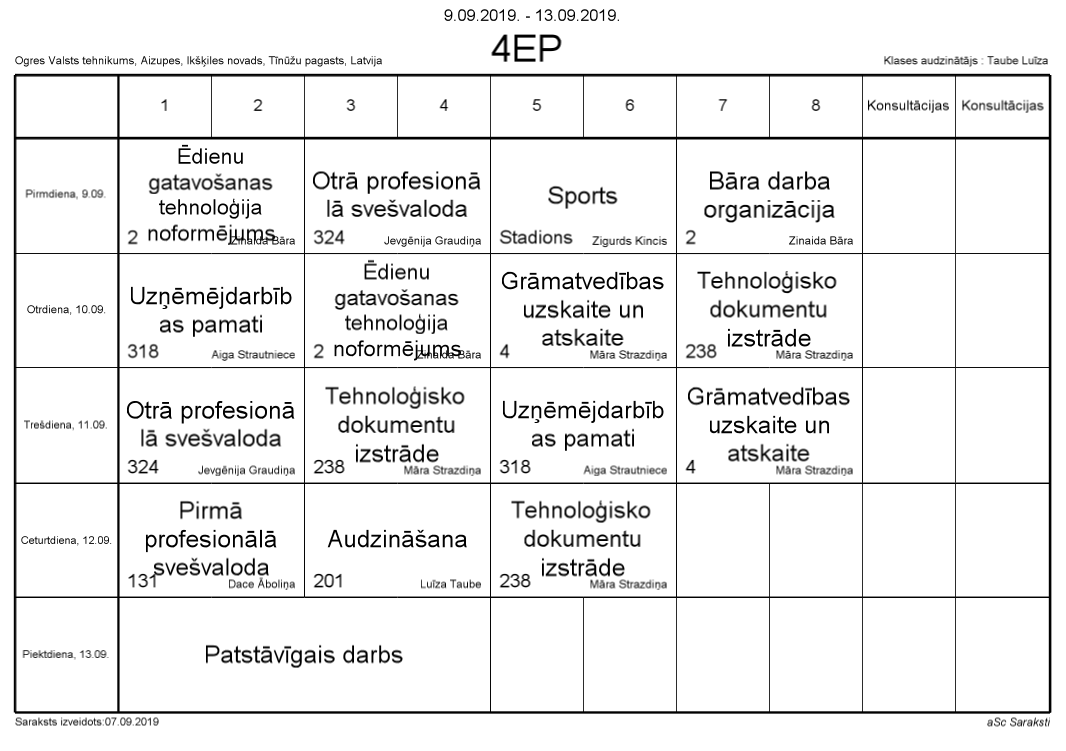 9.09.2019. - 13.09.2019.
4EP
Ogres Valsts tehnikums, Aizupes, Ikšķiles novads, Tīnūžu pagasts, Latvija
Klases audzinātājs : Taube Luīza
1 2 3 4 5 6 7 8 Konsultācijas Konsultācijas
Pirmdiena, 9.09.
Ēdienu
gatavošanas
tehnoloģija
noformējums
2 Zinaida Bāra
Otrā profesionā
lā svešvaloda
324 Jevgēnija Graudiņa
Sports
Stadions Zigurds Kincis
Bāra darba
organizācija
2 Zinaida Bāra
Otrdiena, 10.09.
Uzņēmējdarbīb
as pamati
318 Aiga Strautniece
Ēdienu
gatavošanas
tehnoloģija
noformējums
2 Zinaida Bāra
Grāmatvedības
uzskaite un
atskaite
4 Māra Strazdiņa
Tehnoloģisko
dokumentu
izstrāde
238 Māra Strazdiņa
Trešdiena, 11.09.
Otrā profesionā
lā svešvaloda
324 Jevgēnija Graudiņa
Tehnoloģisko
dokumentu
izstrāde
238 Māra Strazdiņa
Uzņēmējdarbīb
as pamati
318 Aiga Strautniece
Grāmatvedības
uzskaite un
atskaite
4 Māra Strazdiņa
Ceturtdiena, 12.09.
Pirmā
profesionālā
svešvaloda
131 Dace Āboliņa
Audzināšana
201 Luīza Taube
Tehnoloģisko
dokumentu
izstrāde
238 Māra Strazdiņa
Piektdiena, 13.09.
Patstāvīgais darbs
Saraksts izveidots:07.09.2019
aSc Saraksti